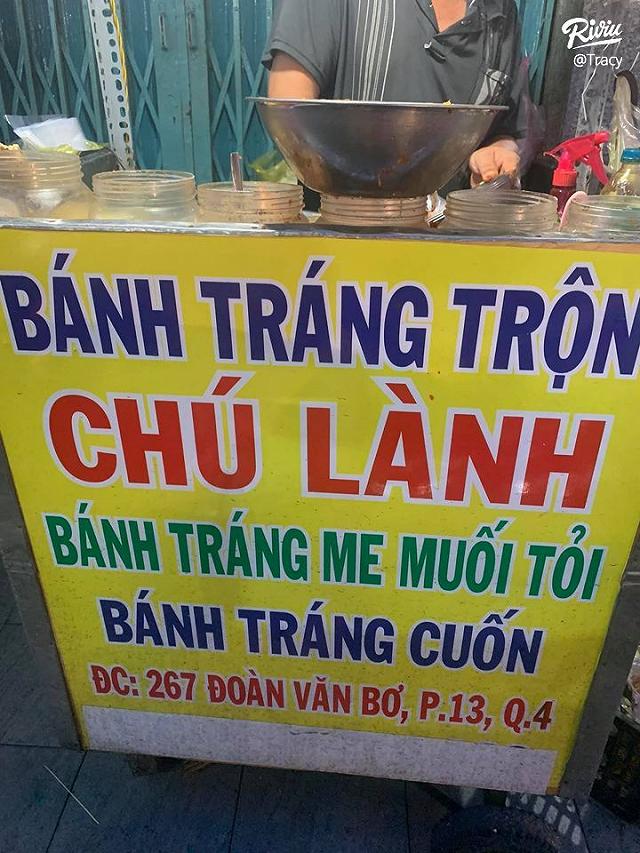 Riviu
@Tracy
BÁNH TRÁNG TRỘN
CHÚ LÀNH
BÁNH TRÁNG ME MUỐI TỎI
BÁNH TRÁNG CUỐN
ĐC: 267 ĐOÀN VĂN BƠ, P.13, Q.4